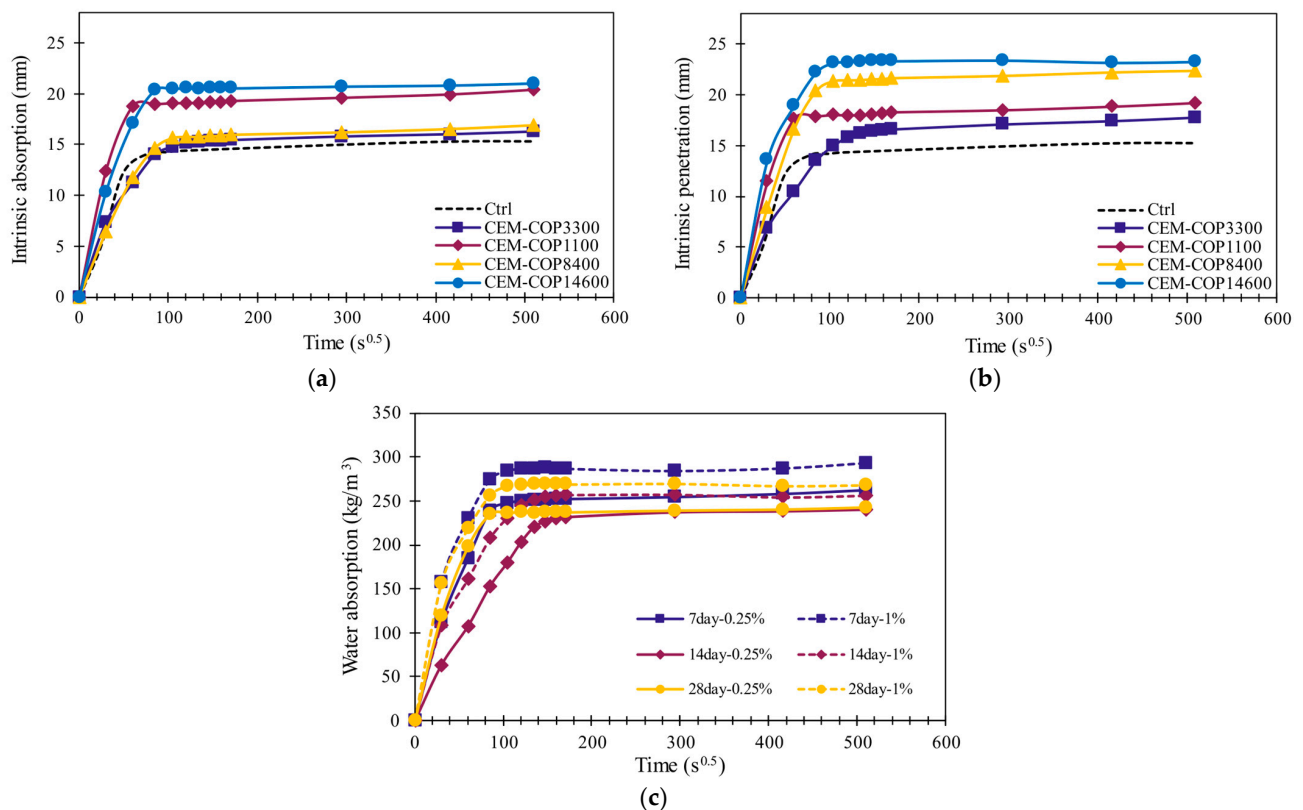 25
20
15
10
5
0
Intrinsic absorption (mm)
Ctrl
CEM-COP3300
CEM-COP1100
CEM-COP8400
CEM-COP14600
0 100 200 300 400 500 600
Time (s^0.5)
(a)
25
20
15
10
5
0
Intrinsic penetration (mm)
Ctrl
CEM-COP3300
CEM-COP1100
CEM-COP8400
CEM-COP14600
0 100 200 300 400 500 600
Time (s^0.5)
(b)
350
300
250
200
150
100
50
0
Water absorption (kg/m^3)
7day-0.25% 7day-1%
14day-0.25% 14day-1%
28day-0.25% 28day-1%
0 100 200 300 400 500 600
Time (s^0.5)
(c)